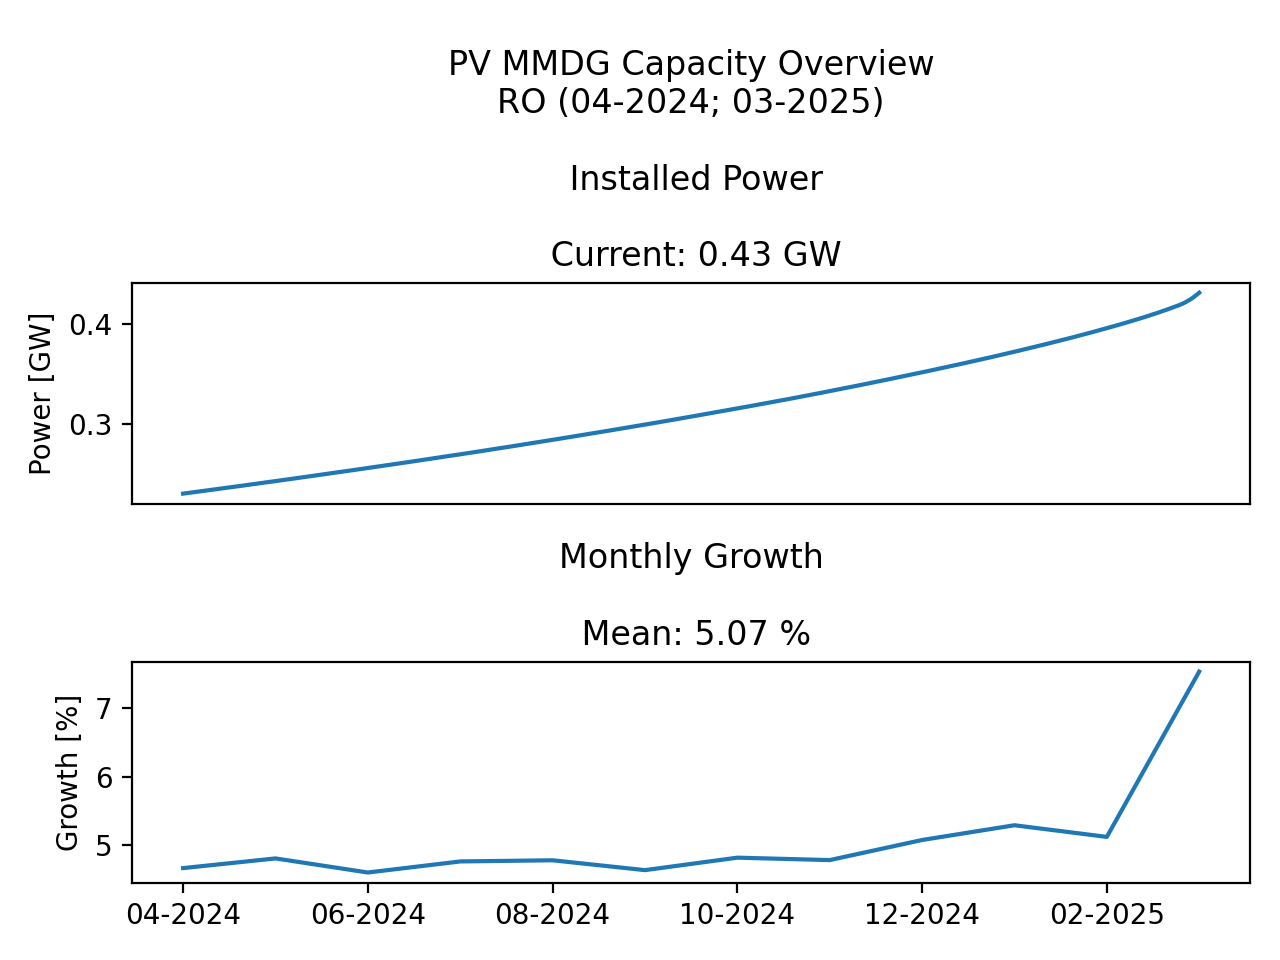 PV MMDG Capacity Overview
RO (04-2024; 03-2025)
Installed Power
Current: 0.43 GW
Power [GW]
0.4
0.3
Monthly Growth
Mean: 5.07 %
Growth [%]
7
6
5
04-2024 06-2024 08-2024 10-2024 12-2024 02-2025